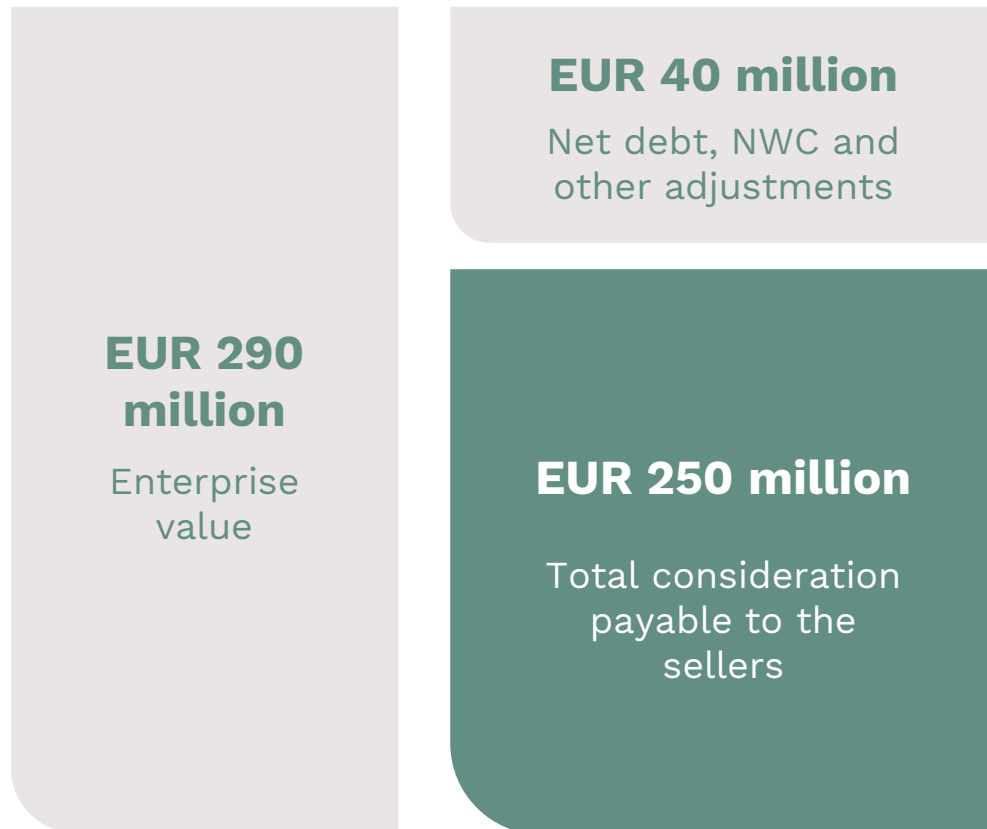 EUR 290
million
Enterprise
value
EUR 40 million
Net debt, NWC and
other adjustments
EUR 250 million
Total consideration
payable to the
sellers